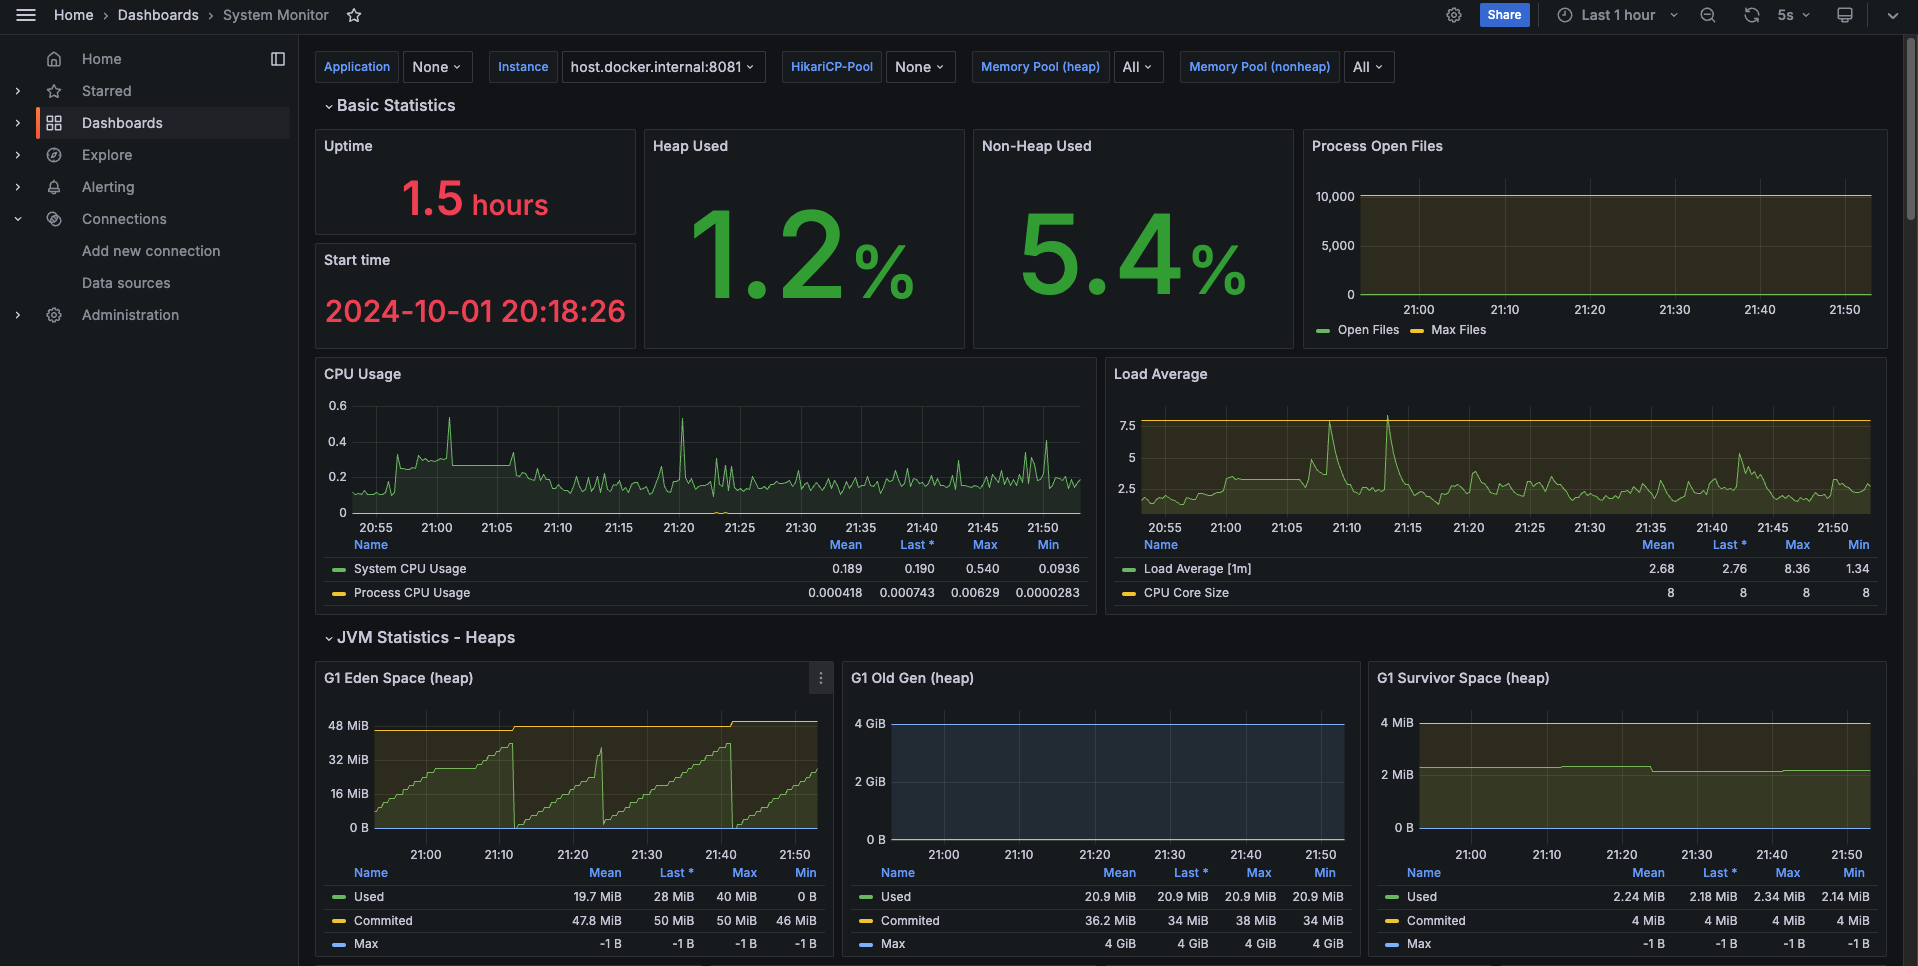 Home › Dashboards › System Monitor
Share
Last 1 hour
5s
Home
Starred
Dashboards
Explore
Alerting
Connections
Add new connection
Data sources
Administration
Application None Instance host.docker.internal:8081 HikariCP-Pool None Memory Pool (heap) All Memory Pool (nonheap) All
Basic Statistics
Uptime
1.5 hours
Start time
2024-10-01 20:18:26
Heap Used
1.2%
Non-Heap Used
5.4%
Process Open Files
10,000
5,000
0
21:00 21:10 21:20 21:30 21:40 21:50
Open Files Max Files
CPU Usage
0.6
0.4
0.2
0
20:55 21:00 21:05 21:10 21:15 21:20 21:25 21:30 21:35 21:40 21:45 21:50
Name Mean Last * Max Min
System CPU Usage 0.189 0.190 0.540 0.0936
Process CPU Usage 0.000418 0.000743 0.00629 0.0000283
Load Average
7.5
5
2.5
20:55 21:00 21:05 21:10 21:15 21:20 21:25 21:30 21:35 21:40 21:45 21:50
Name Mean Last * Max Min
Load Average [1m] 2.68 2.76 8.36 1.34
CPU Core Size 8 8 8 8
JVM Statistics - Heaps
G1 Eden Space (heap)
48 MiB
32 MiB
16 MiB
0 B
21:00 21:10 21:20 21:30 21:40 21:50
Name Mean Last * Max Min
Used 19.7 MiB 28 MiB 40 MiB 0 B
Commited 47.8 MiB 50 MiB 50 MiB 46 MiB
Max -1 B -1 B -1 B -1 B
G1 Old Gen (heap)
4 GiB
2 GiB
0 B
21:00 21:10 21:20 21:30 21:40 21:50
Name Mean Last * Max Min
Used 20.9 MiB 20.9 MiB 20.9 MiB 20.9 MiB
Commited 36.2 MiB 34 MiB 38 MiB 34 MiB
Max 4 GiB 4 GiB 4 GiB 4 GiB
G1 Survivor Space (heap)
4 MiB
2 MiB
0 B
21:00 21:10 21:20 21:30 21:40 21:50
Name Mean Last * Max Min
Used 2.24 MiB 2.18 MiB 2.34 MiB 2.14 MiB
Commited 4 MiB 4 MiB 4 MiB 4 MiB
Max -1 B -1 B -1 B -1 B